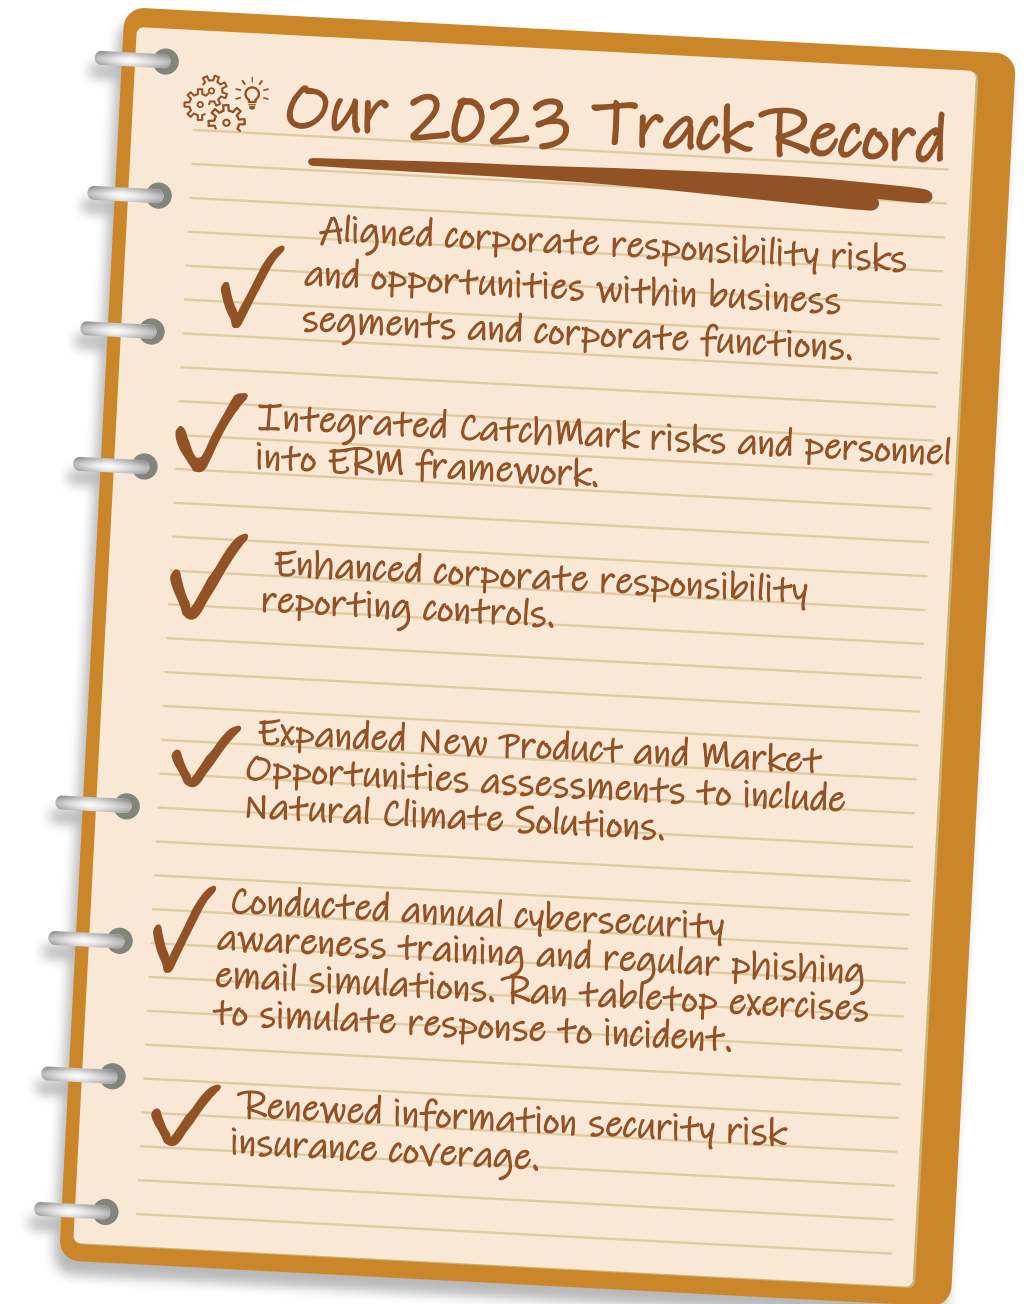 Our 2023 Track Record
Aligned corporate responsibility risks
and opportunities within business
segments and corporate functions.
Integrated CatchMark risks and personnel
into ERM framework.
Enhanced corporate responsibility
reporting controls.
Expanded New Product and Market
Opportunities assessments to include
Natural Climate Solutions.
Conducted annual cybersecurity
awareness training and regular phishing
email simulations. Ran tabletop exercises
to simulate response to incident.
Renewed information security risk
insurance coverage.